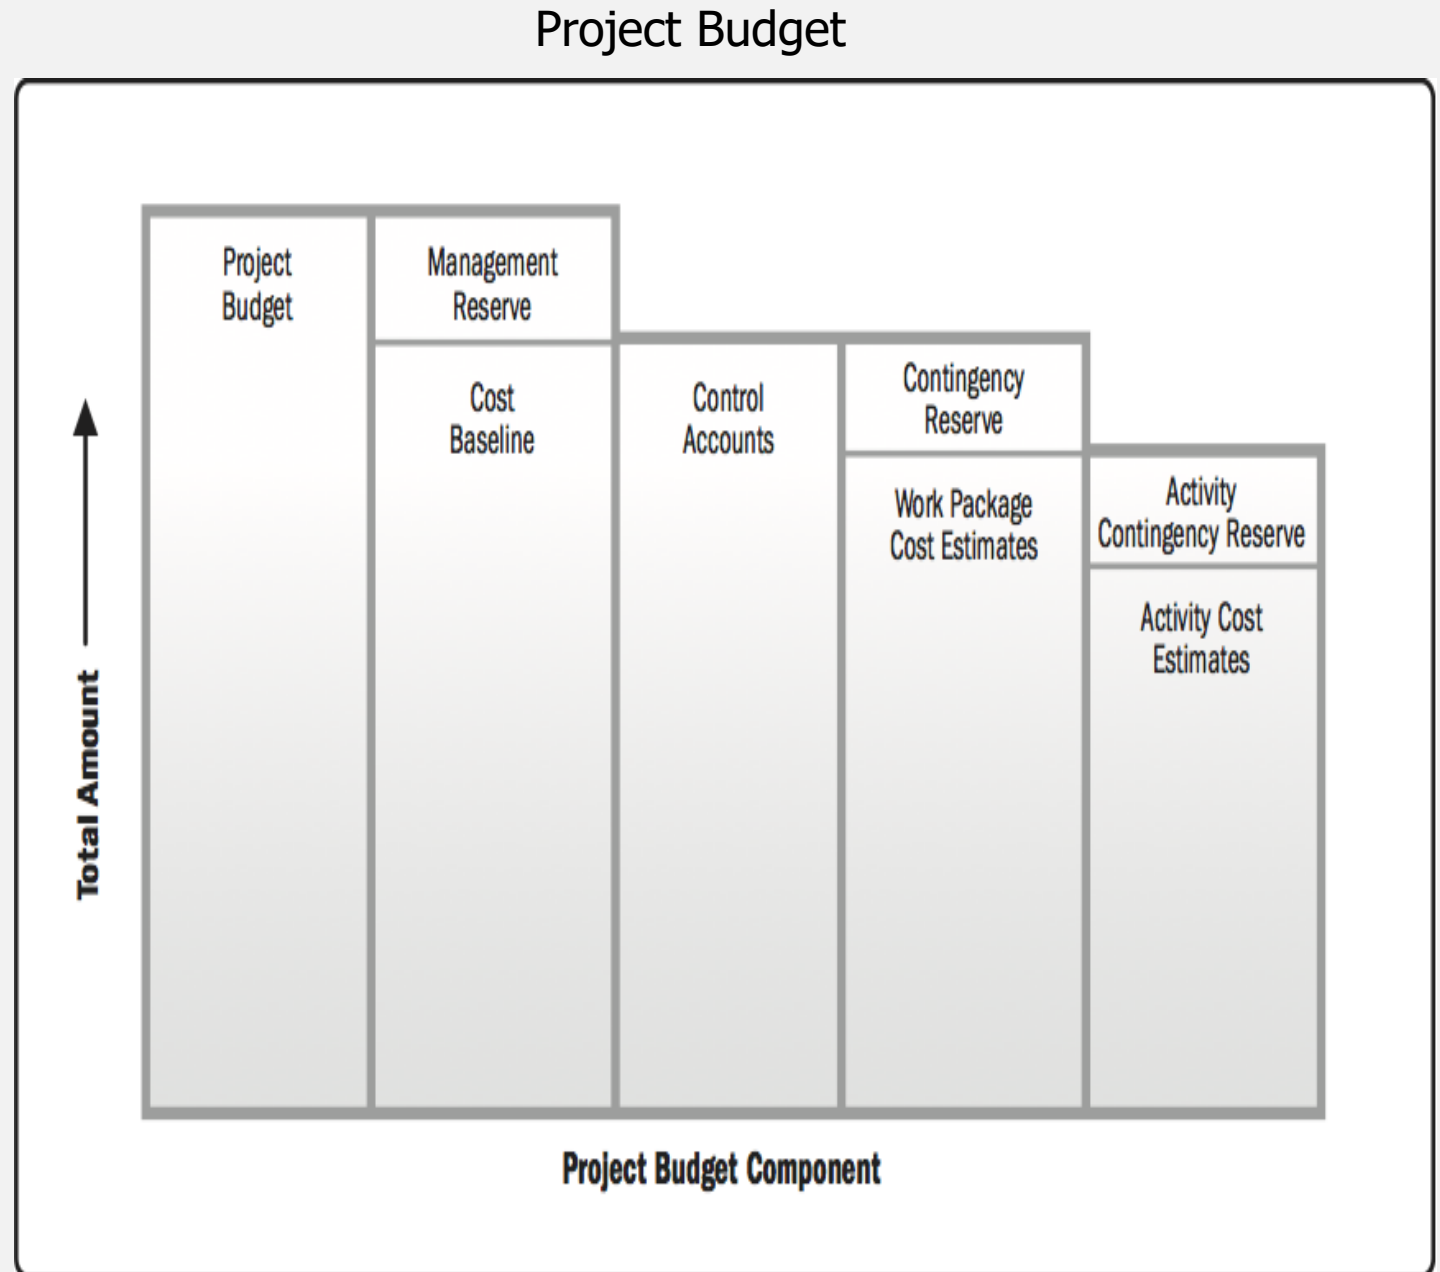 Project Budget
Project
Budget
Management
Reserve
Cost
Baseline
Control
Accounts
Contingency
Reserve
Work Package
Cost Estimates
Activity
Contingency Reserve
Activity Cost
Estimates
Total Amount
Project Budget Component